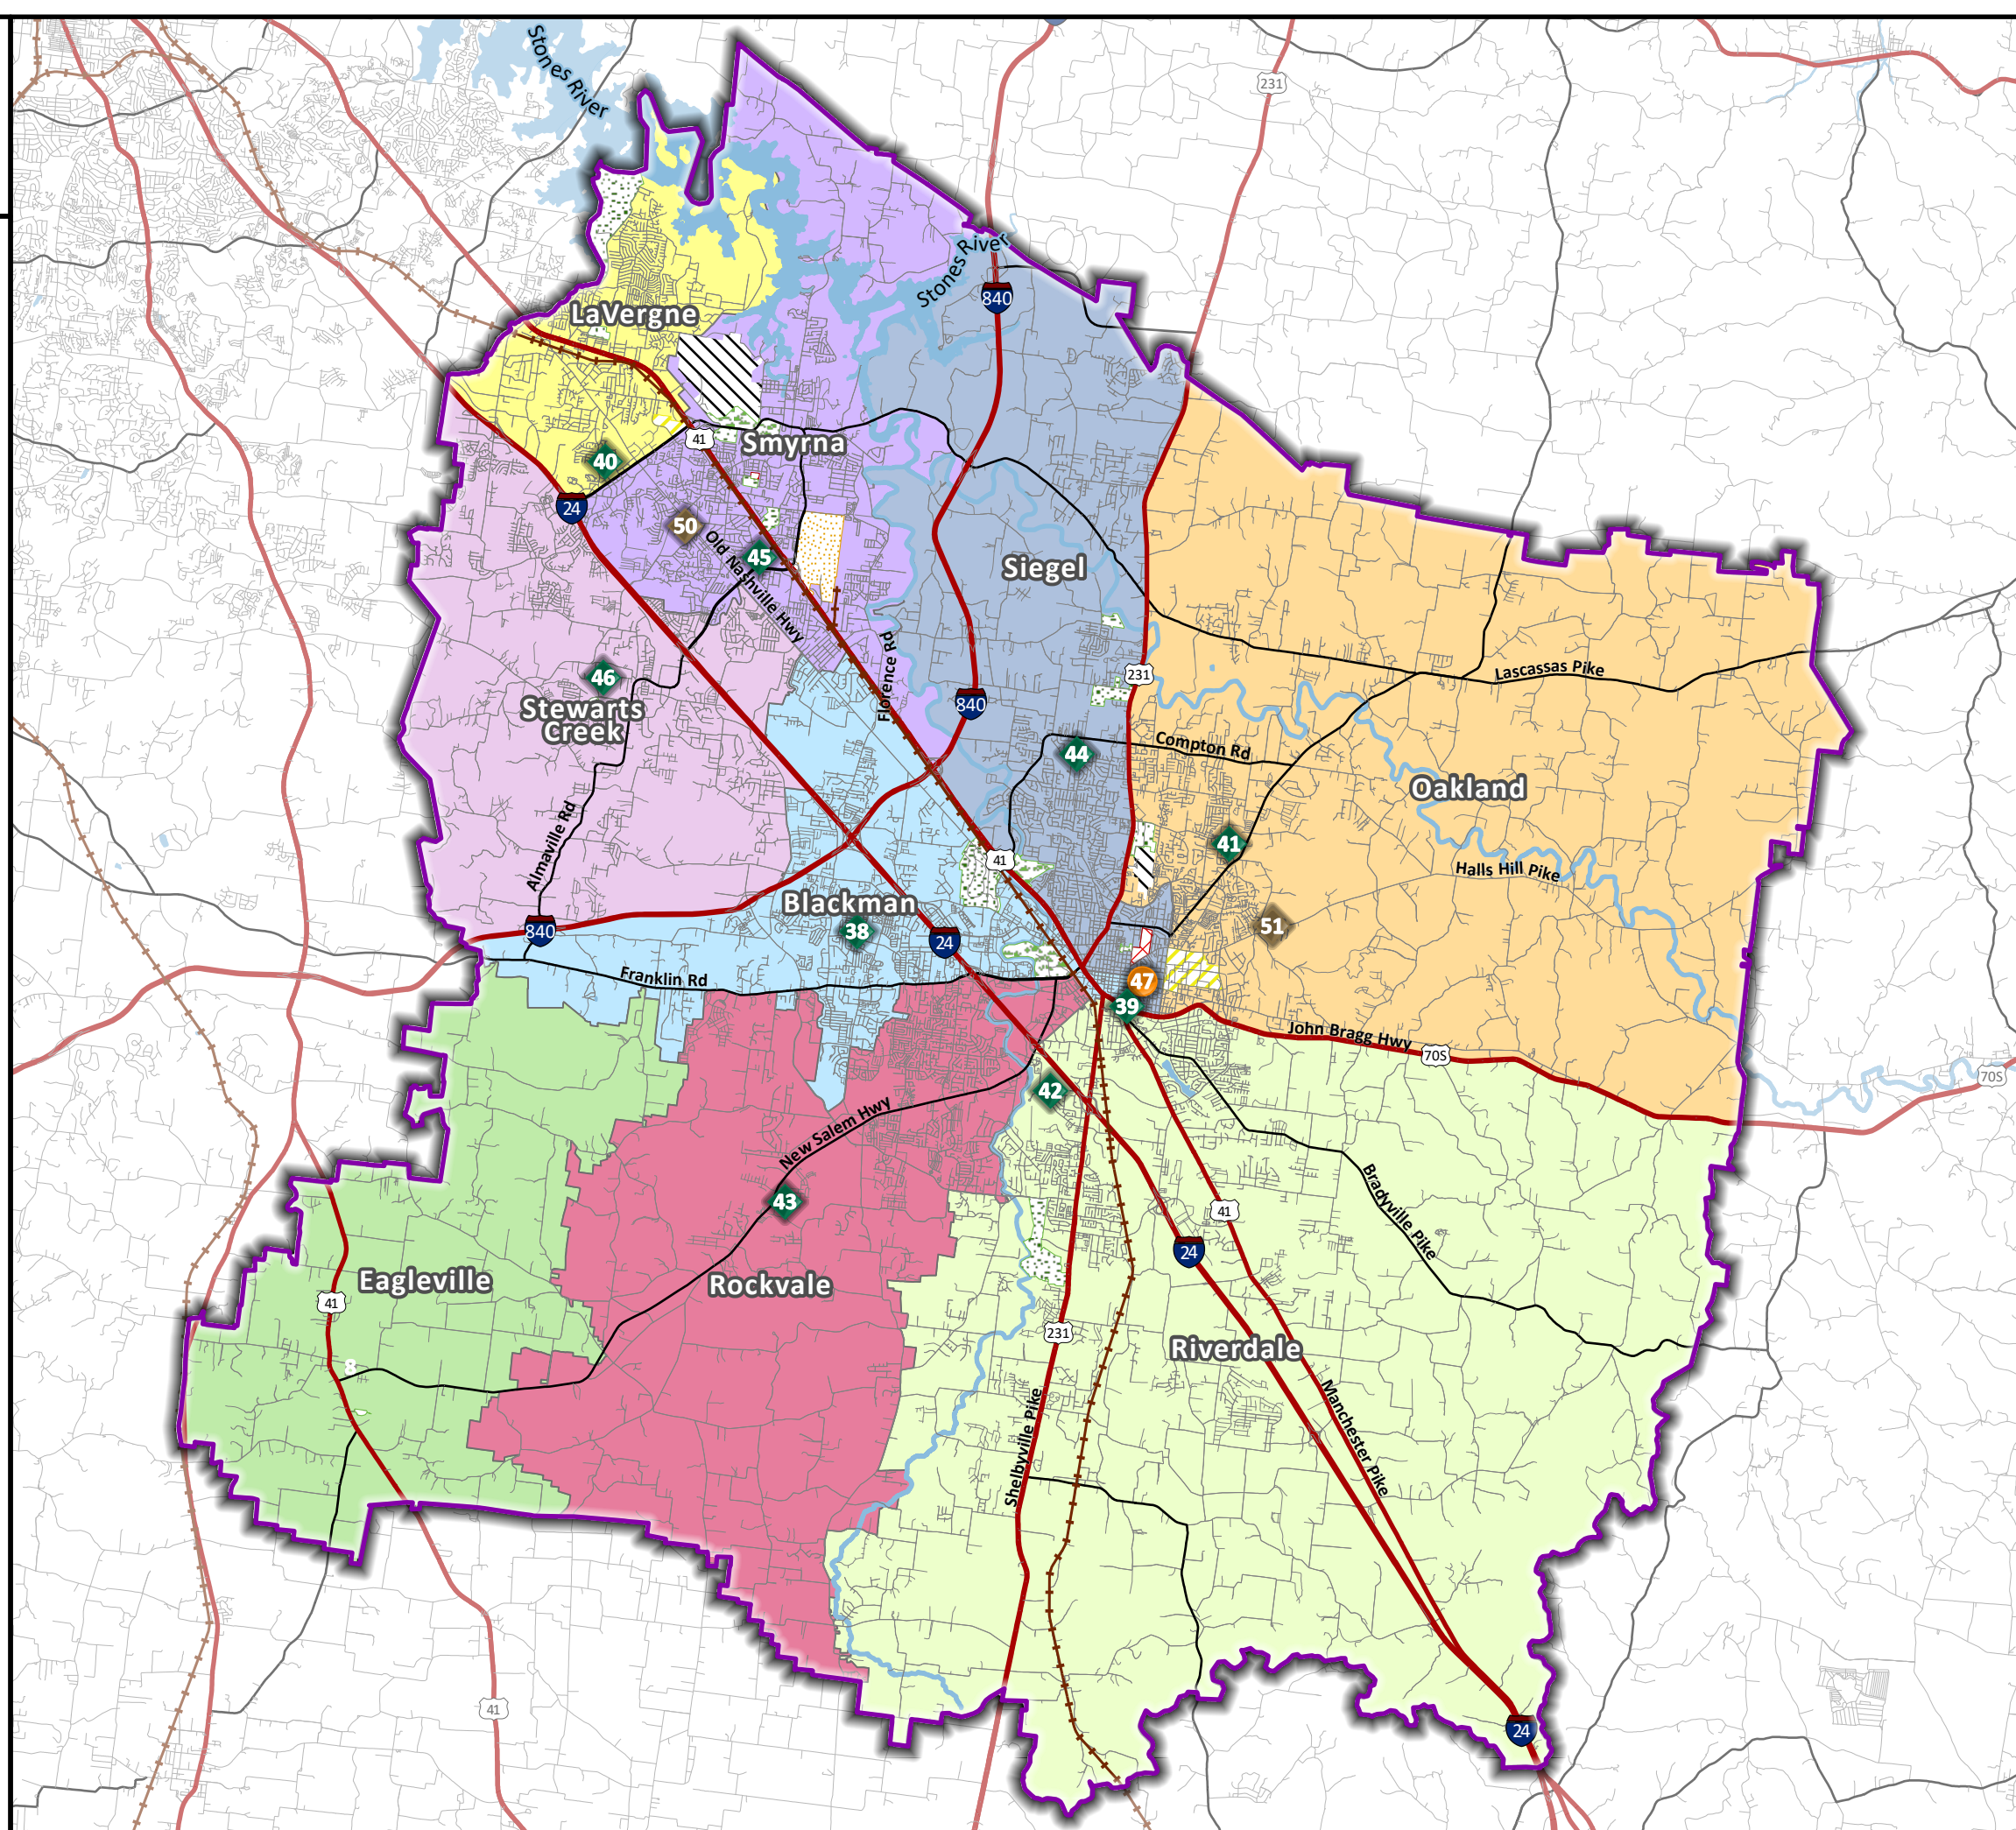 Stones River
231
Stones River
840
LaVergne
41
Smyrna
40
24
50
Old Nashville Hwy
45
Siegel
Florence Rd
46
Stewarts
Creek
231
Lascassas Pike
840
44
Compton Rd
Oakland
Almaville Rd
41
41
Halls Hill Pike
Blackman
38
840
24
51
Franklin Rd
47
39
John Bragg Hwy
70S
70S
42
New Salem Hwy
43
Bradyville Pike
41
24
Eagleville
Rockvale
41
231
Riverdale
8
Shelbyville Pike
Manchester Pike
41
24